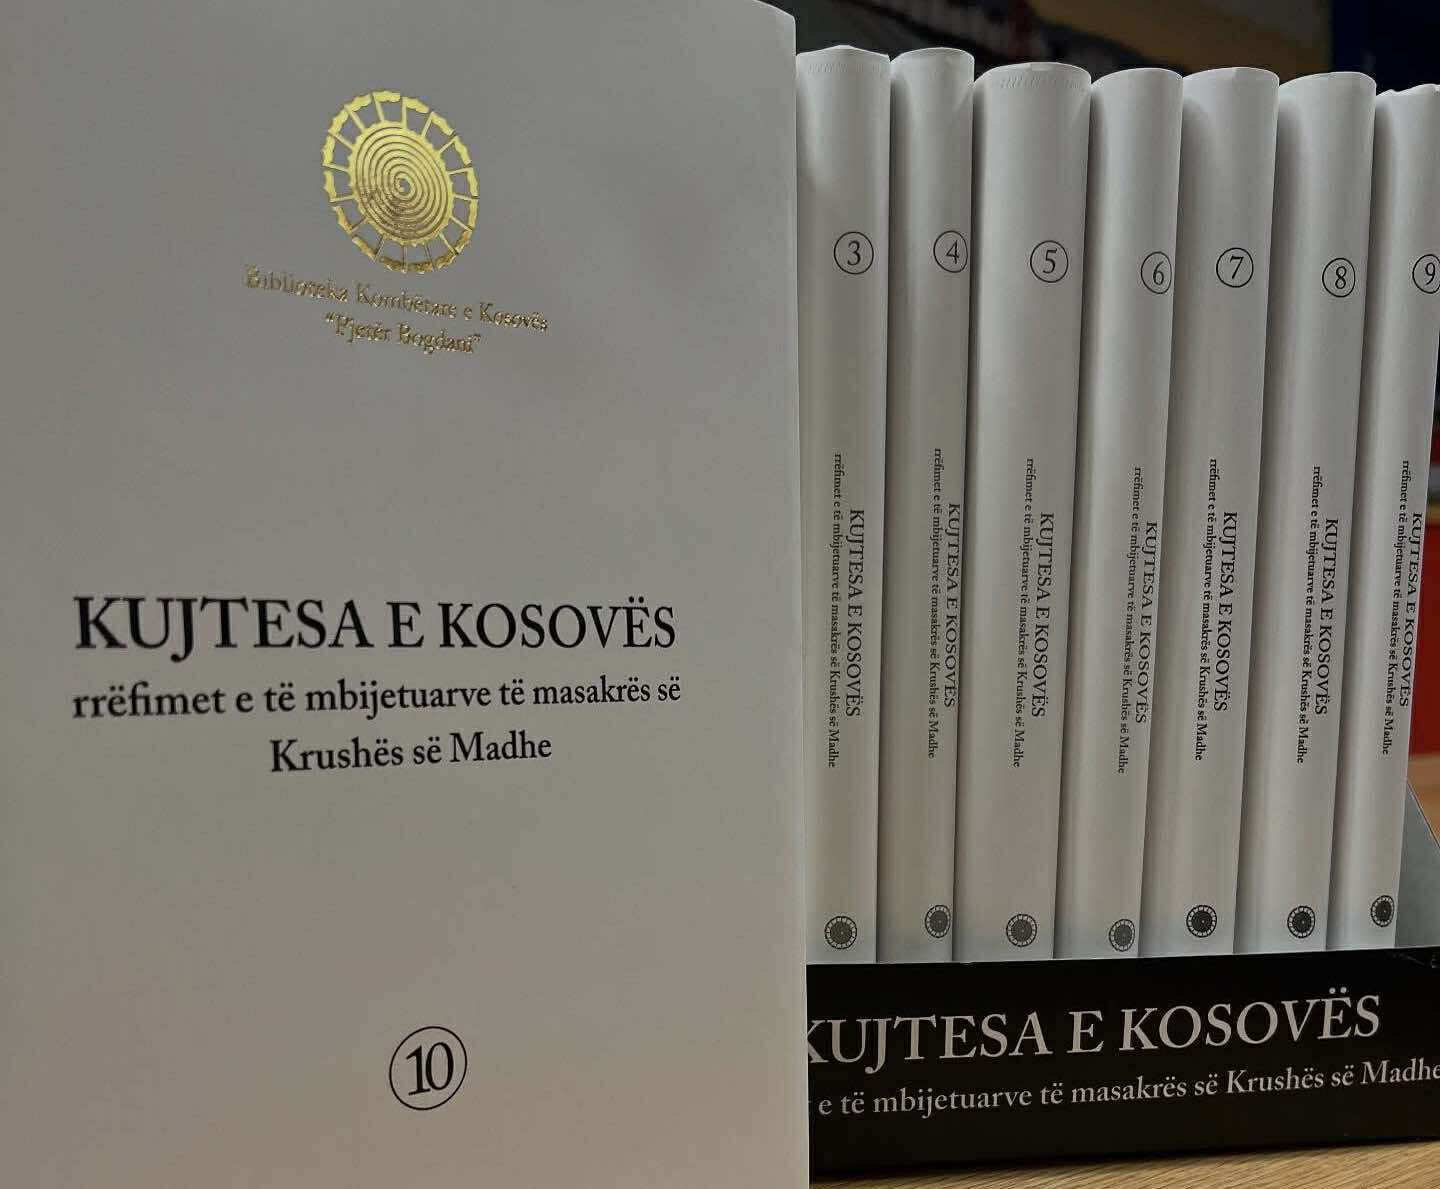 Biblioteka Kombëtare e Kosovës
"Pjetër Bogdani"
KUJTESA E KOSOVËS
rrëfimet e të mbijetuarve të masakrës së
Krushës së Madhe
10
3
KUJTESA E KOSOVËS
rrëfimet e të mbijetuarve të masakrës së Krushës së Madhe
4
KUJTESA E KOSOVËS
rrëfimet e të mbijetuarve të masakrës së Krushës së Madhe
5
KUJTESA E KOSOVËS
rrëfimet e të mbijetuarve të masakrës së Krushës së Madhe
6
KUJTESA E KOSOVËS
rrëfimet e të mbijetuarve të masakrës së Krushës së Madhe
7
KUJTESA E KOSOVËS
rrëfimet e të mbijetuarve të masakrës së Krushës së Madhe
8
KUJTESA E KOSOVËS
rrëfimet e të mbijetuarve të masakrës së Krushës së Madhe
9
KUJTESA E KOSOVËS
rrëfimet e të mbijetuarve të masakrës së Krushës së Madhe
KUJTESA E KOSOVËS
e të mbijetuarve të masakrës së Krushës së Madhe